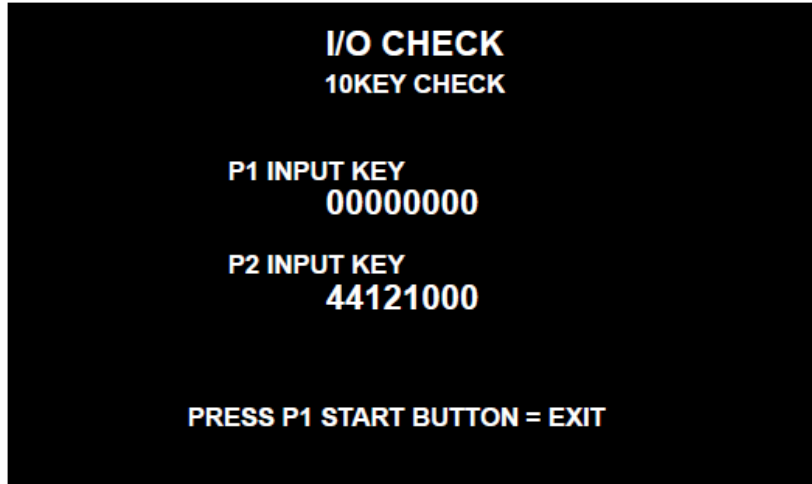 I/O CHECK
10KEY CHECK
P1 INPUT KEY
00000000
P2 INPUT KEY
44121000
PRESS P1 START BUTTON = EXIT